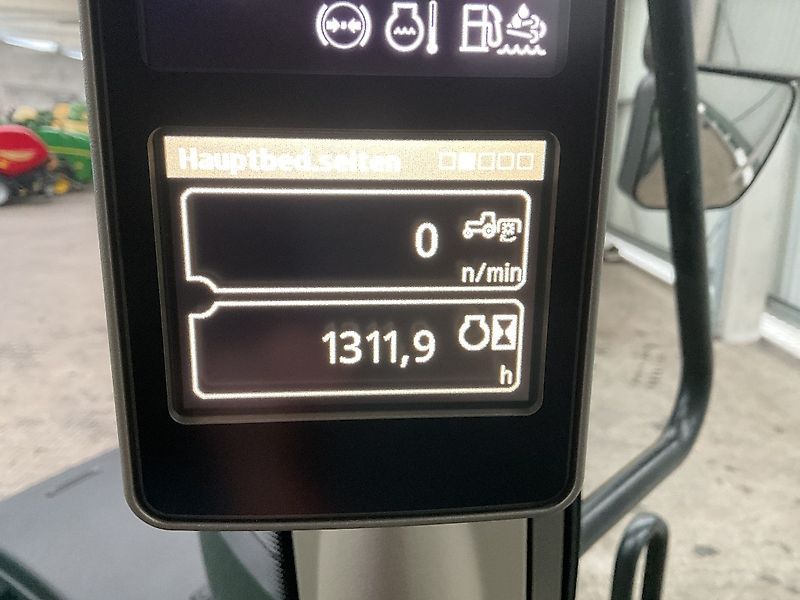 Hauptbed.seiten
0
n/min
1311,9
h